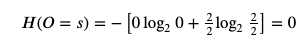 H(O = s) = − [0 log₂ 0 + 2/2 log₂ 2/2] = 0